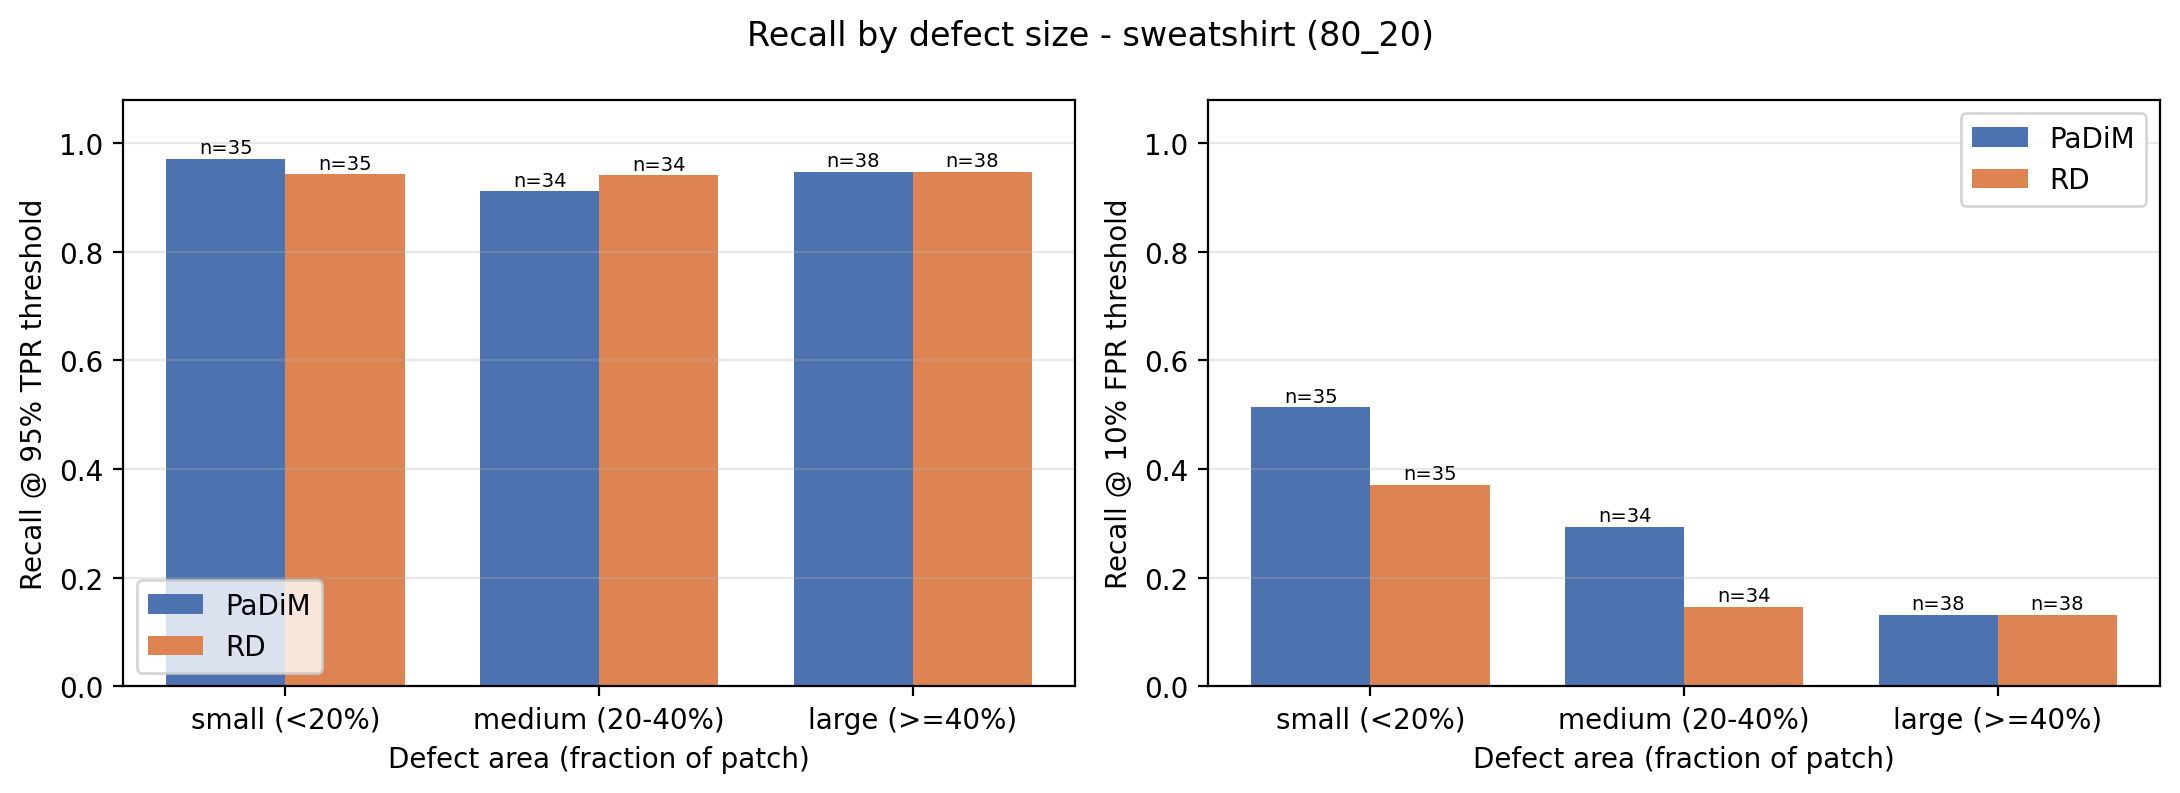 Recall by defect size - sweatshirt (80_20)
Recall @ 95% TPR threshold
1.0
0.8
0.6
0.4
0.2
0.0
n=35
n=35
n=34
n=34
n=38
n=38
PaDiM
RD
small (<20%)
medium (20-40%)
large (>=40%)
Defect area (fraction of patch)
Recall @ 10% FPR threshold
1.0
0.8
0.6
0.4
0.2
0.0
PaDiM
RD
n=35
n=35
n=34
n=34
n=38
n=38
small (<20%)
medium (20-40%)
large (>=40%)
Defect area (fraction of patch)